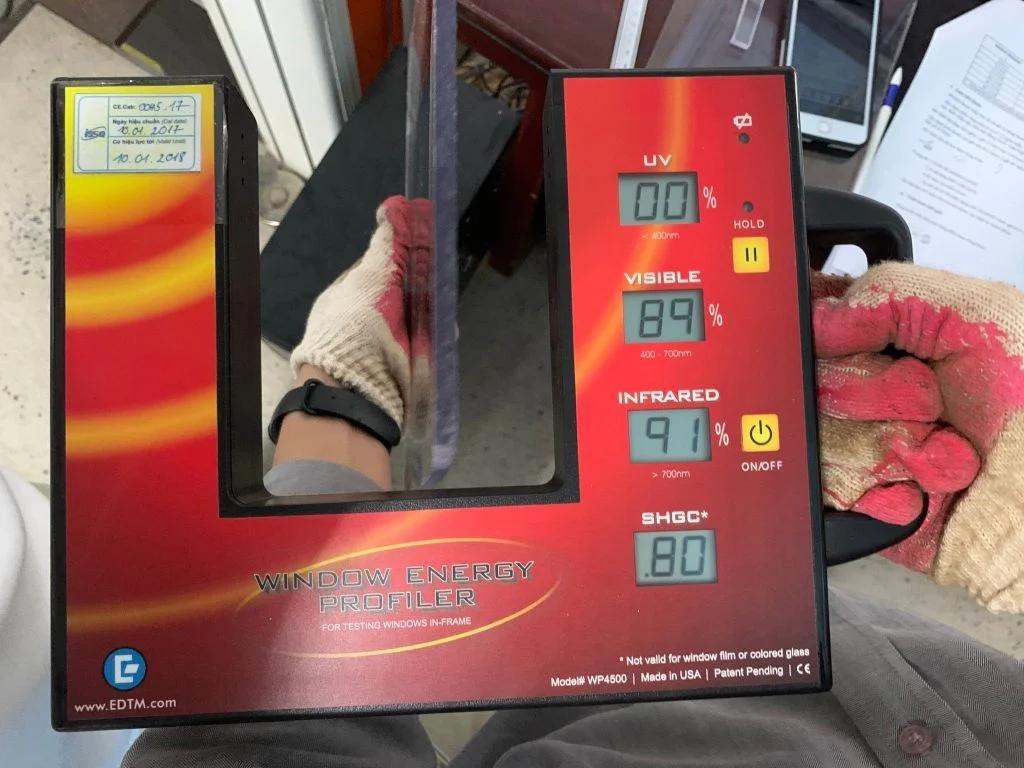 CE.Cab: 00A5.17
Ngày hiệu chuẩn (Cal date)
10.01.2017
Có hiệu lực tới (Valid Until)
10.01.2018
UV
00 %
< 400nm
HOLD
VISIBLE
89 %
400 - 700nm
INFRARED
91 %
> 700nm
ON/OFF
SHGC*
.80
WINDOW ENERGY
PROFILER
FOR TESTING WINDOWS IN-FRAME
* Not valid for window film or colored glass
Model# WP4500 | Made in USA | Patent Pending | CE
www.EDTM.com